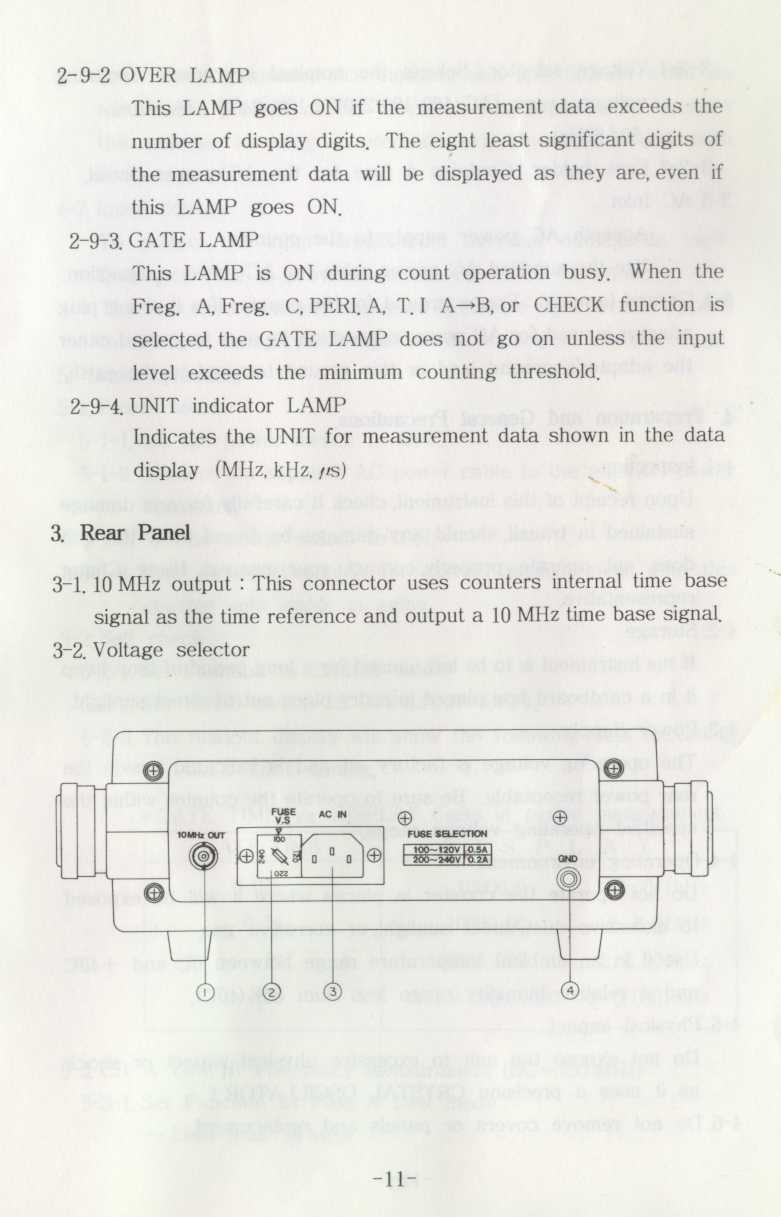 2-9-2 OVER LAMP
This LAMP goes ON if the measurement data exceeds the
number of display digits. The eight least significant digits of
the measurement data will be displayed as they are, even if
this LAMP goes ON.
2-9-3. GATE LAMP
This LAMP is ON during count operation busy. When the
Freg. A, Freg. C, PERI. A, T. I A→B, or CHECK function is
selected, the GATE LAMP does not go on unless the input
level exceeds the minimum counting threshold.
2-9-4. UNIT indicator LAMP
Indicates the UNIT for measurement data shown in the data
display (MHz, kHz, μs)
3. Rear Panel
3-1. 10 MHz output : This connector uses counters internal time base
signal as the time reference and output a 10 MHz time base signal.
3-2. Voltage selector
FUSE
V.S
AC IN
10MHz OUT
100
240
120
220
FUSE SELECTION
100~120V 0.5A
200~240V 0.2A
GND
① ② ③ ④
-11-